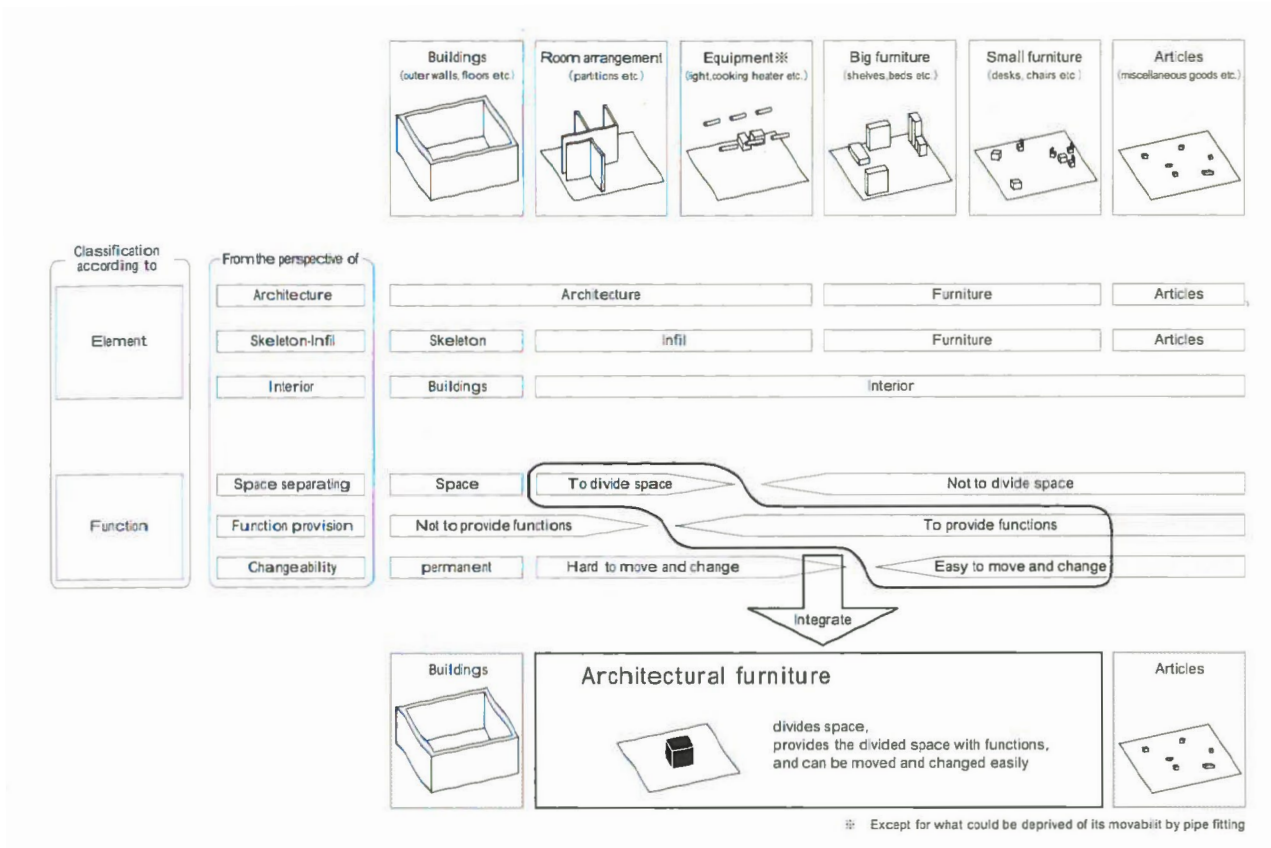 Buildings
(outer walls, floors etc.)
Room arrangement
(partitions etc.)
Equipment※
(light,cooking heater etc.)
Big furniture
(shelves,beds etc.)
Small furniture
(desks, chairs etc.)
Articles
(miscellaneous goods etc.)
Classification
according to
From the perspective of
Element
Architecture
Architecture
Furniture
Articles
Skeleton-Infil
Skeleton
Infil
Furniture
Articles
Interior
Buildings
Interior
Function
Space separating
Space
To divide space
Not to divide space
Function provision
Not to provide functions
To provide functions
Changeability
permanent
Hard to move and change
Easy to move and change
Integrate
Buildings
Architectural furniture
divides space,
provides the divided space with functions,
and can be moved and changed easily
Articles
※ Except for what could be deprived of its movabilit by pipe fitting